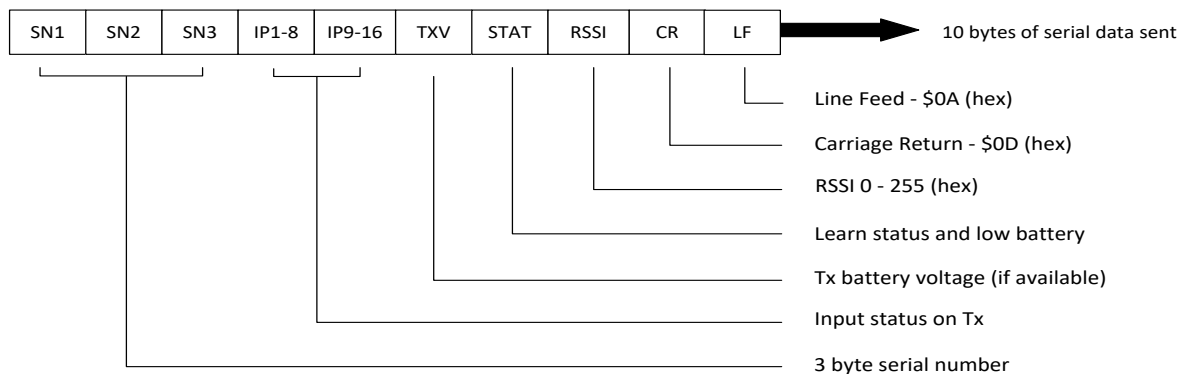 SN1 SN2 SN3 IP1-8 IP9-16 TXV STAT RSSI CR LF 10 bytes of serial data sent
Line Feed - $0A (hex)
Carriage Return - $0D (hex)
RSSI 0 - 255 (hex)
Learn status and low battery
Tx battery voltage (if available)
Input status on Tx
3 byte serial number